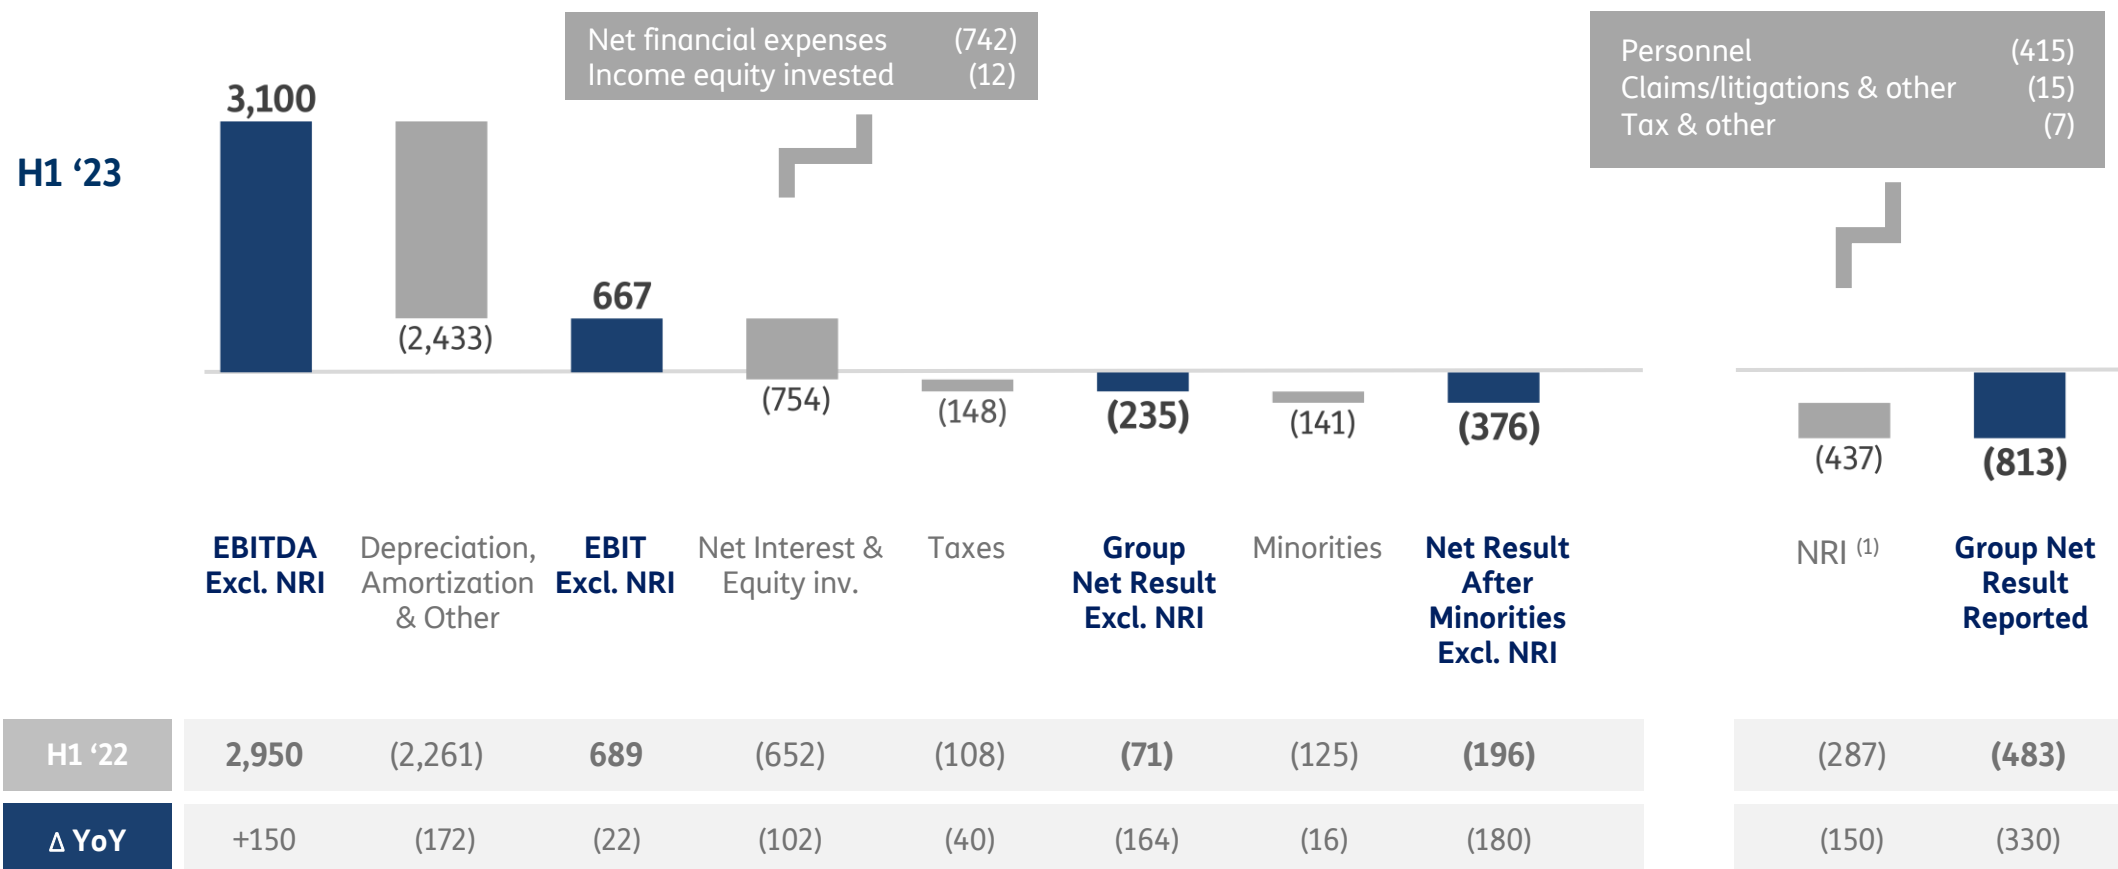 Net financial expenses (742)
Income equity invested (12)
Personnel (415)
Claims/litigations & other (15)
Tax & other (7)
H1 ‘23
3,100
(2,433)
667
(754)
(148)
(235)
(141)
(376)
(437)
(813)
EBITDA
Excl. NRI
Depreciation,
Amortization
& Other
EBIT
Excl. NRI
Net Interest &
Equity inv.
Taxes
Group
Net Result
Excl. NRI
Minorities
Net Result
After
Minorities
Excl. NRI
NRI (1)
Group Net
Result
Reported
H1 ‘22 2,950 (2,261) 689 (652) (108) (71) (125) (196) (287) (483)
Δ YoY +150 (172) (22) (102) (40) (164) (16) (180) (150) (330)